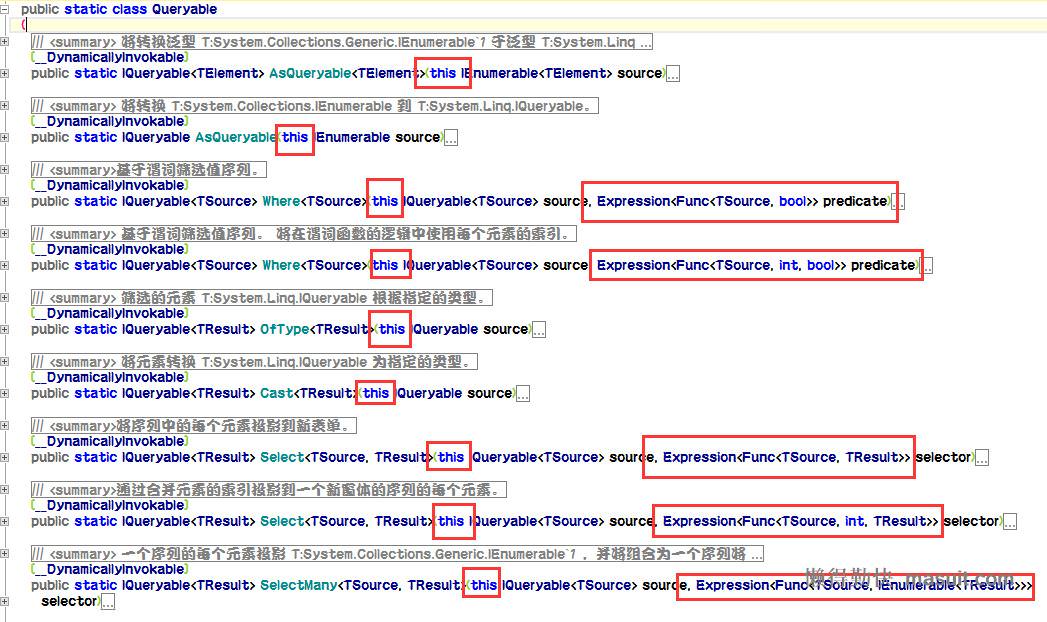 public static class Queryable
{
/// <summary> 将转换泛型 T:System.Collections.Generic.IEnumerable`1 于泛型 T:System.Linq ...
[__DynamicallyInvokable]
public static IQueryable<TElement> AsQueryable<TElement>(this IEnumerable<TElement> source)...
/// <summary> 将转换 T:System.Collections.IEnumerable 到 T:System.Linq.IQueryable。
[__DynamicallyInvokable]
public static IQueryable AsQueryable(this IEnumerable source)...
/// <summary>基于谓词筛选值序列。
[__DynamicallyInvokable]
public static IQueryable<TSource> Where<TSource>(this IQueryable<TSource> source, Expression<Func<TSource, bool>> predicate)...
/// <summary> 基于谓词筛选值序列。 将在谓词函数的逻辑中使用每个元素的索引。
[__DynamicallyInvokable]
public static IQueryable<TSource> Where<TSource>(this IQueryable<TSource> source, Expression<Func<TSource, int, bool>> predicate)...
/// <summary> 筛选的元素 T:System.Linq.IQueryable 根据指定的类型。
[__DynamicallyInvokable]
public static IQueryable<TResult> OfType<TResult>(this IQueryable source)...
/// <summary> 将元素转换 T:System.Linq.IQueryable 为指定的类型。
[__DynamicallyInvokable]
public static IQueryable<TResult> Cast<TResult>(this IQueryable source)...
/// <summary>将序列中的每个元素投影到新表单。
[__DynamicallyInvokable]
public static IQueryable<TResult> Select<TSource, TResult>(this IQueryable<TSource> source, Expression<Func<TSource, TResult>> selector)...
/// <summary>通过合并元素的索引投影到一个新窗体的序列的每个元素。
[__DynamicallyInvokable]
public static IQueryable<TResult> Select<TSource, TResult>(this IQueryable<TSource> source, Expression<Func<TSource, int, TResult>> selector)...
/// <summary> 一个序列的每个元素投影 T:System.Collections.Generic.IEnumerable`1 ，并将组合为一个序列将 ...
[__DynamicallyInvokable]
public static IQueryable<TResult> SelectMany<TSource, TResult>(this IQueryable<TSource> source, Expression<Func<TSource, IEnumerable<TResult>>>
selector)...
懒得勤快 masuit.com